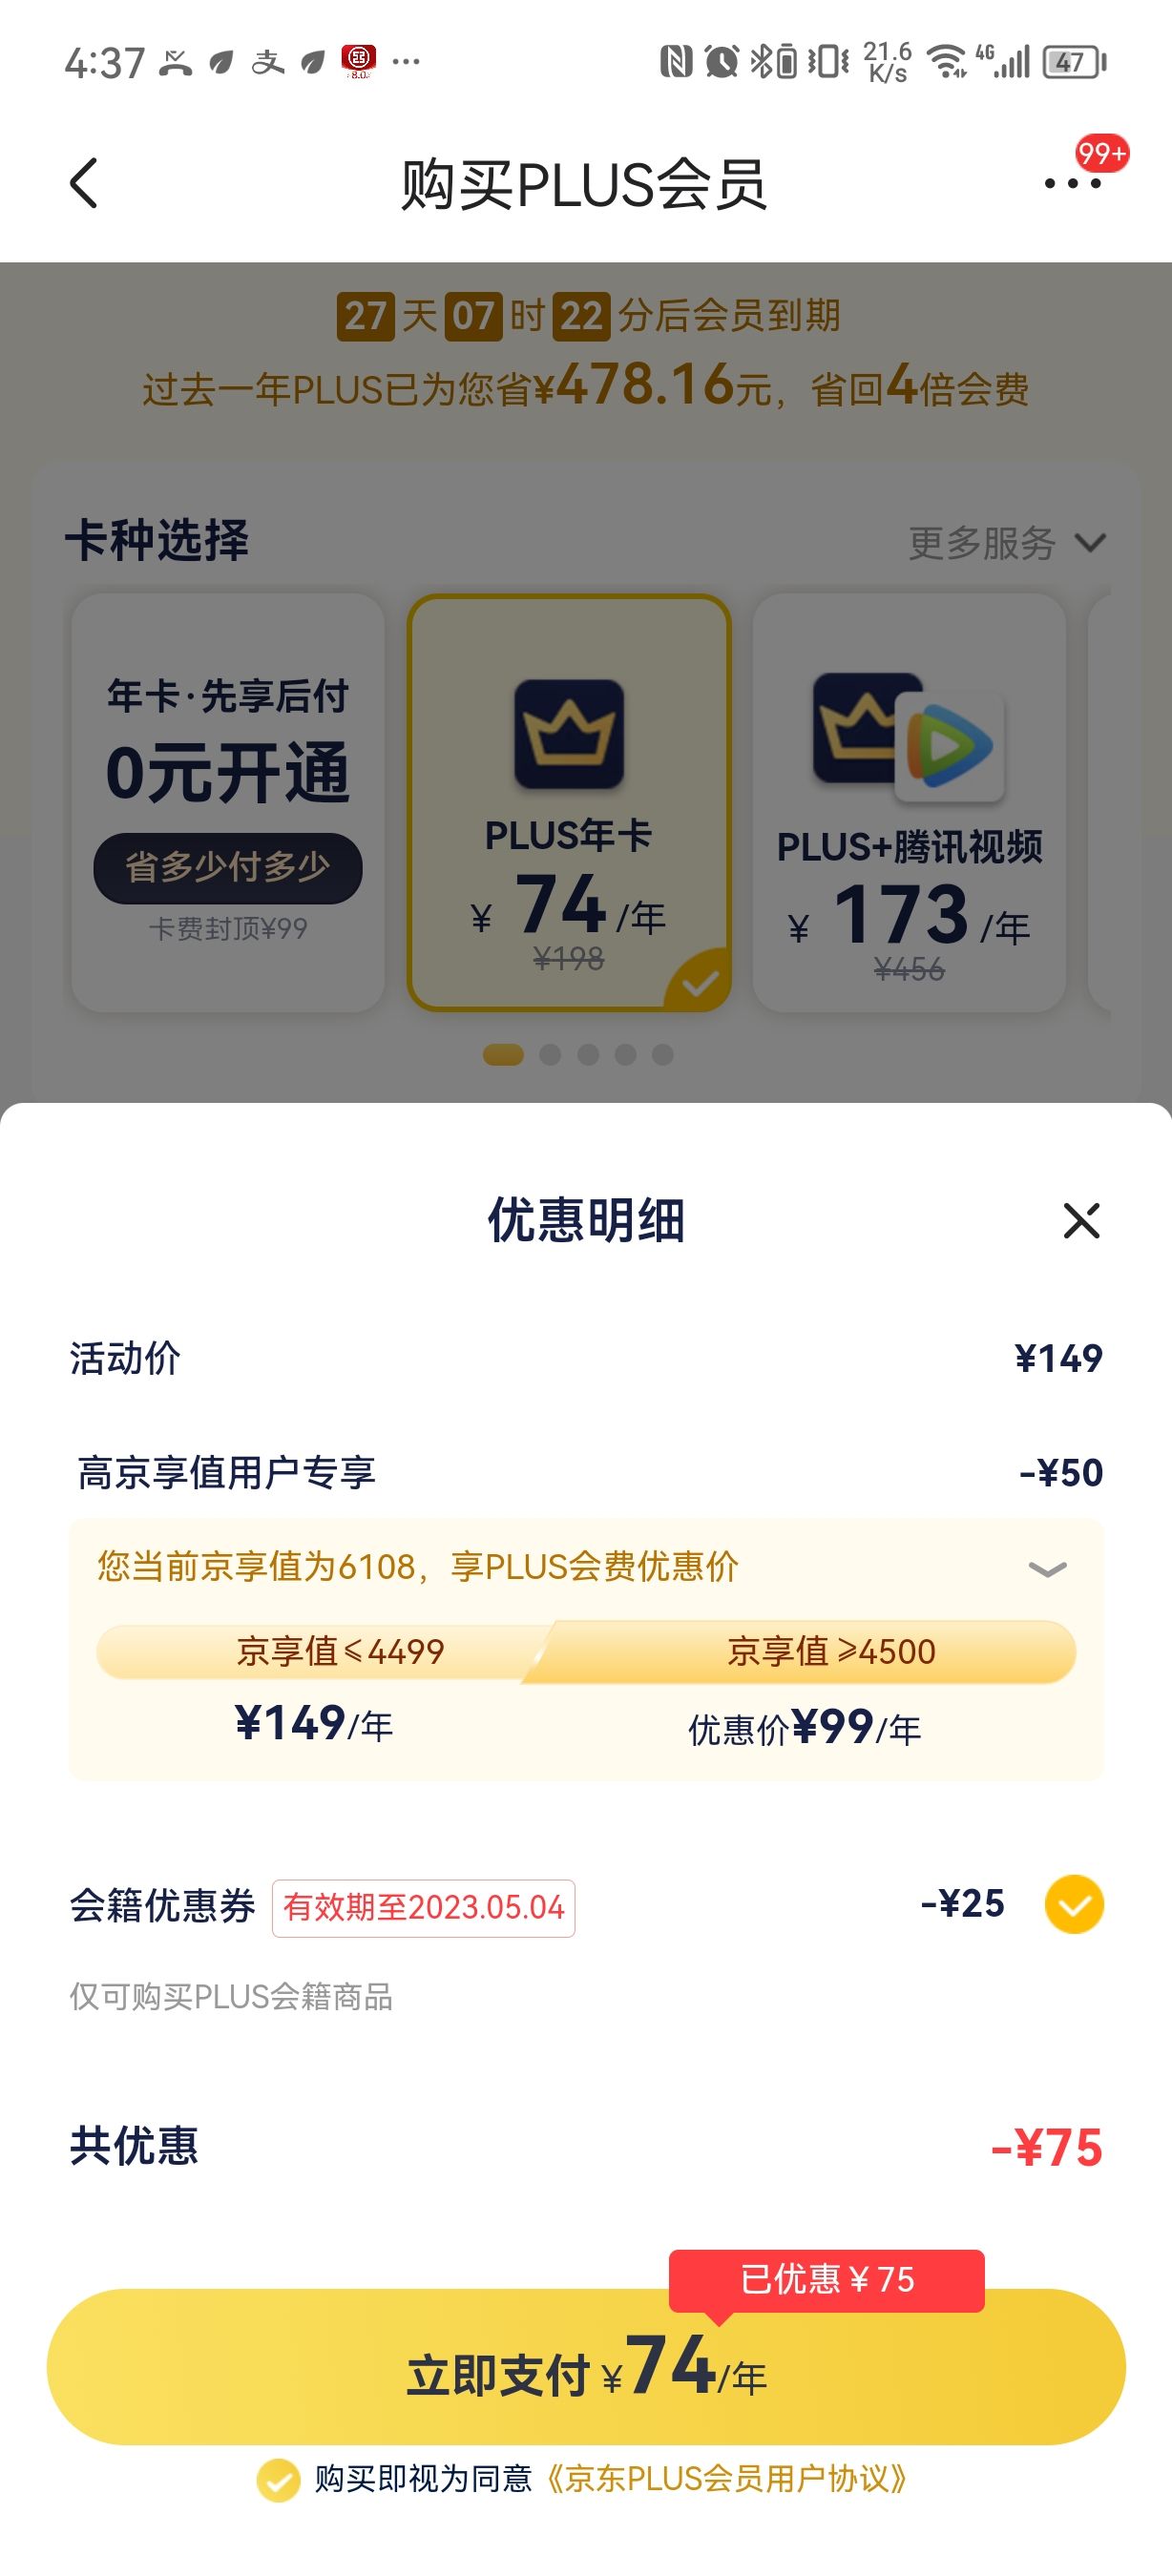 4:37
8.0
21.6
K/s
4G
47
购买PLUS会员
99+
27天07时22分后会员到期
过去一年PLUS已为您省¥478.16元，省回4倍会费
卡种选择
更多服务
年卡·先享后付
0元开通
省多少付多少
卡费封顶¥99
PLUS年卡
¥ 74/年
¥198
PLUS+腾讯视频
¥ 173/年
¥456
优惠明细
活动价 ¥149
高京享值用户专享 -¥50
您当前京享值为6108，享PLUS会费优惠价
京享值≤4499 京享值≥4500
¥149/年 优惠价¥99/年
会籍优惠券 有效期至2023.05.04 -¥25
仅可购买PLUS会籍商品
共优惠 -¥75
已优惠¥75
立即支付 ¥74/年
购买即视为同意《京东PLUS会员用户协议》